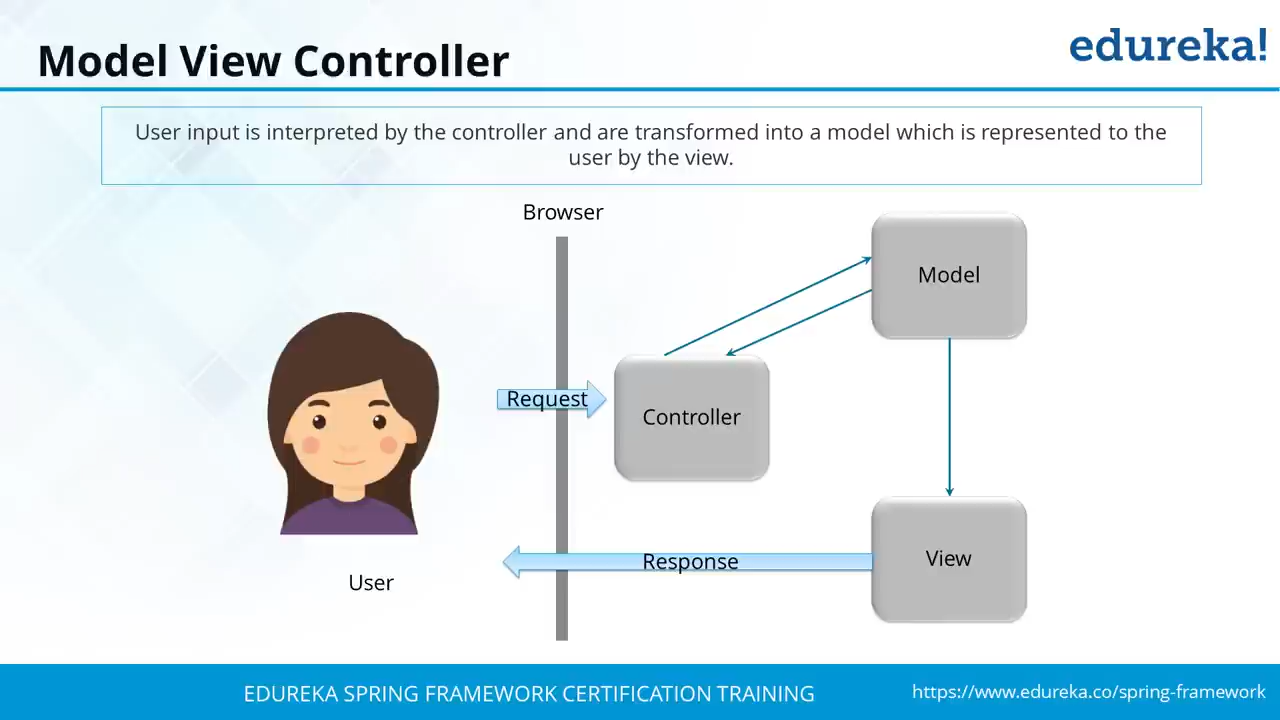 Model View Controller
edureka!
User input is interpreted by the controller and are transformed into a model which is represented to the
user by the view.
Browser
Model
Request
Controller
Response
View
User
EDUREKA SPRING FRAMEWORK CERTIFICATION TRAINING
https://www.edureka.co/spring-framework